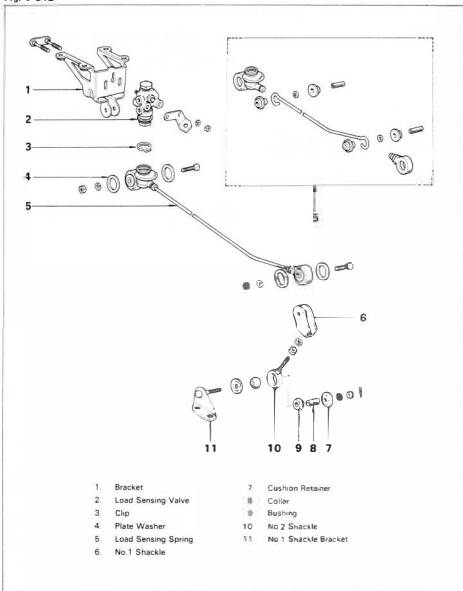 1
2
3
4
5
5
6
11
10
9
8
7
1. Bracket
2. Load Sensing Valve
3. Clip
4. Plate Washer
5. Load Sensing Spring
6. No.1 Shackle
7. Cushion Retainer
8 Collar
9 Bushing
10 No 2 Shackle
11 No 1 Shackle Bracket